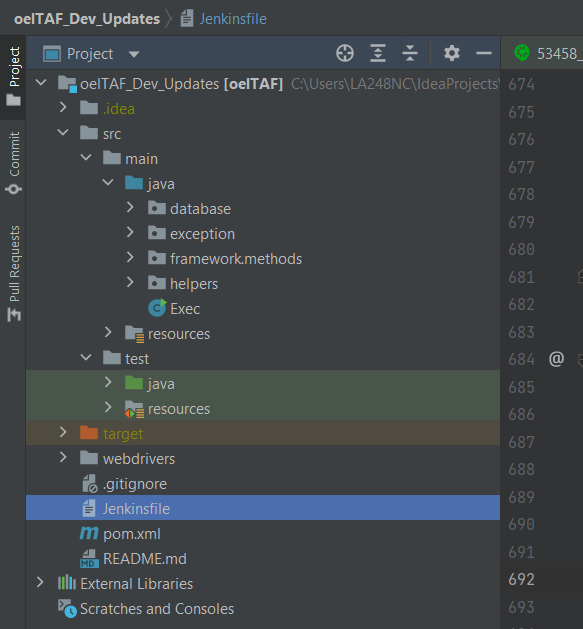 oelTAF_Dev_Updates Jenkinsfile
Project
Commit
Pull Requests
Project
53458_
oelTAF_Dev_Updates [oelTAF] C:\Users\LA248NC\IdeaProjects\
.idea
src
main
java
database
exception
framework.methods
helpers
Exec
resources
test
java
resources
target
webdrivers
.gitignore
Jenkinsfile
pom.xml
README.md
External Libraries
Scratches and Consoles
674
675
676
677
678
679
680
681
682
683
684 @
685
686
687
688
689
690
691
692
693